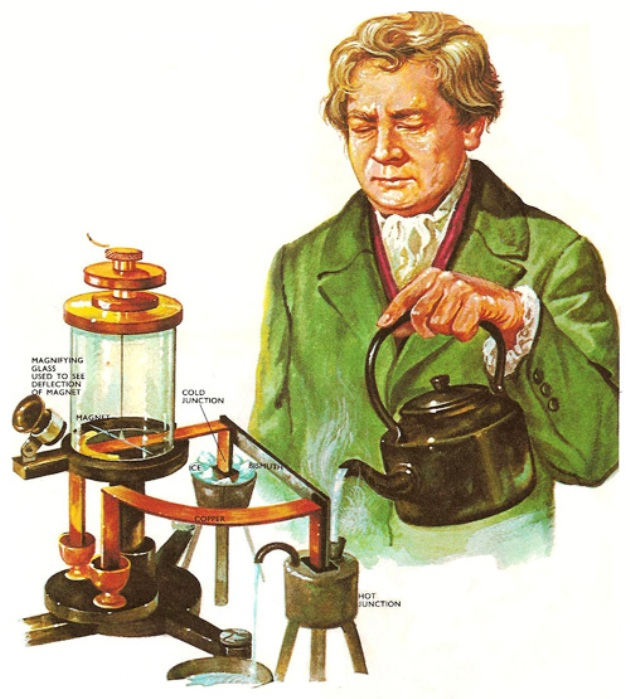 MAGNIFYING
GLASS
USED TO SEE
DEFLECTION
OF MAGNET
MAGNET
COLD
JUNCTION
ICE
BISMUTH
COPPER
HOT
JUNCTION